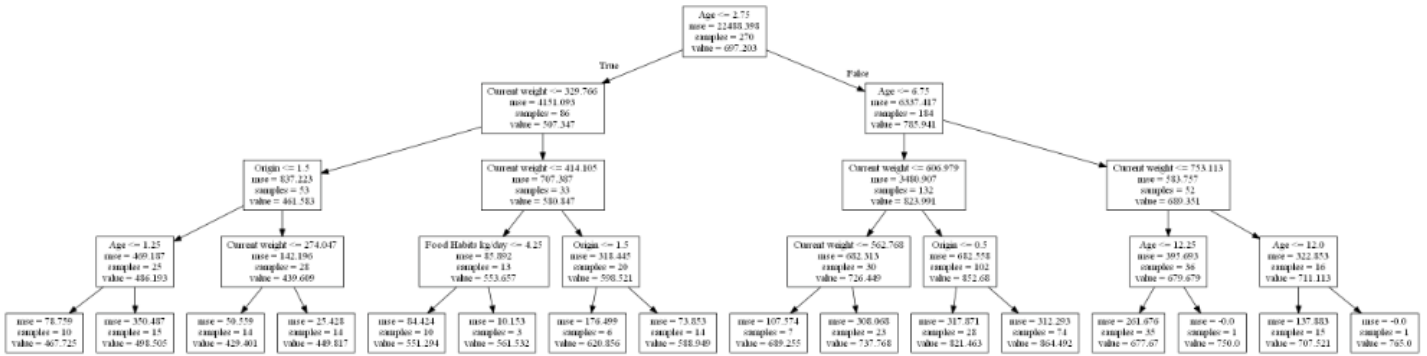 Age <= 2.75
mse = 22488.398
samples = 270
value = 697.203
True
False
Current weight <= 329.766
mse = 4151.093
samples = 86
value = 507.347
Age <= 6.75
mse = 6337.417
samples = 184
value = 785.941
Origin <= 1.5
mse = 837.223
samples = 53
value = 461.583
Current weight <= 414.105
mse = 707.387
samples = 33
value = 580.847
Current weight <= 606.979
mse = 3480.907
samples = 132
value = 823.991
Current weight <= 753.113
mse = 583.757
samples = 52
value = 689.351
Age <= 1.25
mse = 469.187
samples = 25
value = 486.193
Current weight <= 274.047
mse = 142.196
samples = 28
value = 439.609
Food Habits kg/day <= 4.25
mse = 85.892
samples = 13
value = 553.657
Origin <= 1.5
mse = 318.445
samples = 20
value = 598.521
Current weight <= 562.768
mse = 682.313
samples = 30
value = 726.449
Origin <= 0.5
mse = 682.558
samples = 102
value = 852.68
Age <= 12.25
mse = 395.693
samples = 36
value = 679.679
Age <= 12.0
mse = 322.853
samples = 16
value = 711.113
mse = 78.759
samples = 10
value = 467.725
mse = 350.487
samples = 15
value = 498.505
mse = 50.559
samples = 14
value = 429.401
mse = 25.428
samples = 14
value = 449.817
mse = 84.424
samples = 10
value = 551.294
mse = 10.153
samples = 3
value = 561.532
mse = 176.499
samples = 6
value = 620.856
mse = 73.853
samples = 14
value = 588.949
mse = 107.574
samples = 7
value = 689.255
mse = 308.068
samples = 23
value = 737.768
mse = 317.871
samples = 28
value = 821.463
mse = 312.293
samples = 74
value = 864.492
mse = 261.676
samples = 35
value = 677.67
mse = -0.0
samples = 1
value = 750.0
mse = 137.883
samples = 15
value = 707.521
mse = -0.0
samples = 1
value = 765.0